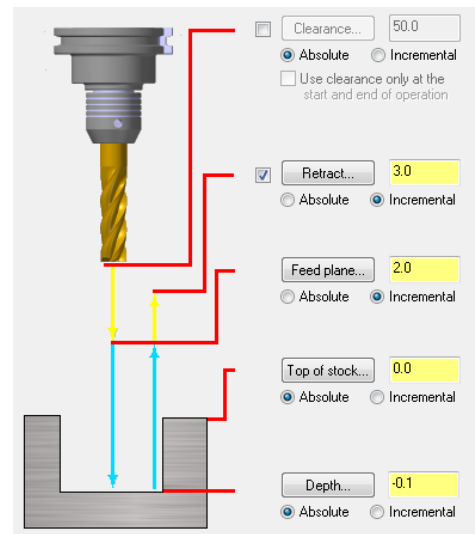 Clearance... 50.0
Absolute Incremental
Use clearance only at the
start and end of operation
Retract... 3.0
Absolute Incremental
Feed plane... 2.0
Absolute Incremental
Top of stock... 0.0
Absolute Incremental
Depth... -0.1
Absolute Incremental